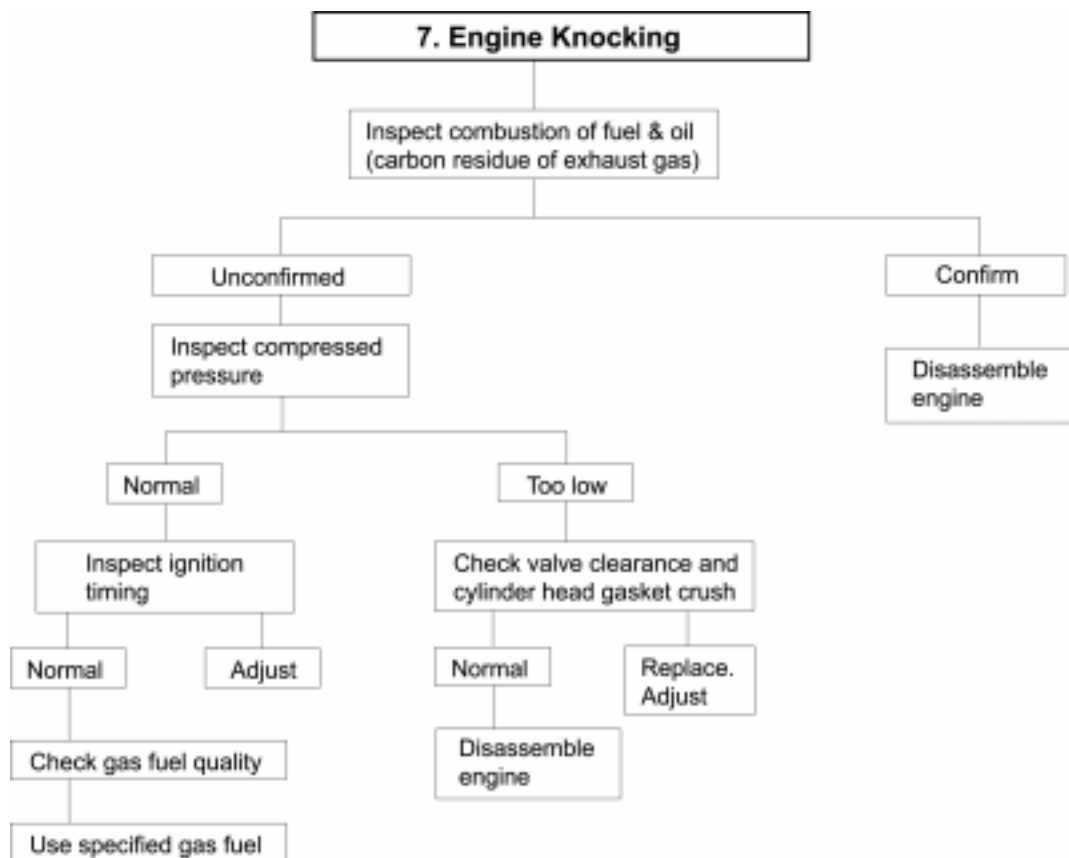 7. Engine Knocking
Inspect combustion of fuel & oil
(carbon residue of exhaust gas)
Unconfirmed
Confirm
Inspect compressed
pressure
Disassemble
engine
Normal
Too low
Inspect ignition
timing
Check valve clearance and
cylinder head gasket crush
Normal
Adjust
Normal
Replace.
Adjust
Check gas fuel quality
Disassemble
engine
Use specified gas fuel